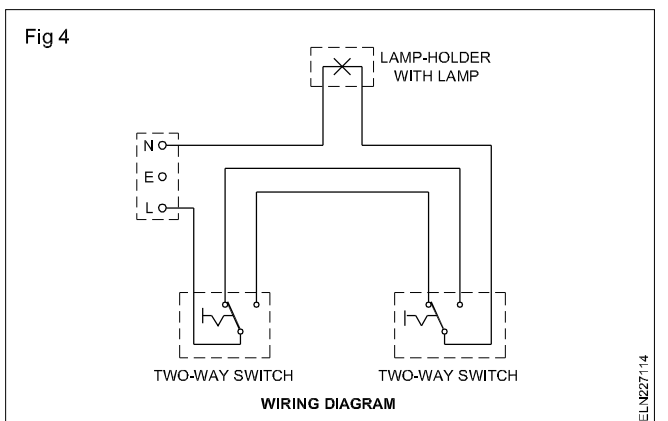 Fig 4
LAMP-HOLDER
WITH LAMP
N
E
L
TWO-WAY SWITCH
TWO-WAY SWITCH
WIRING DIAGRAM
ELN227114